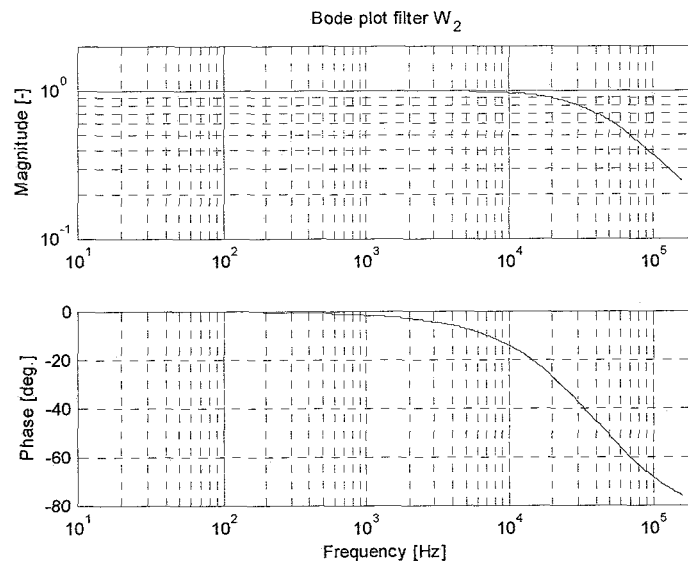 Bode plot filter W_2
Magnitude [-]
10^0
10^-1
10^1 10^2 10^3 10^4 10^5
Phase [deg.]
0
-20
-40
-60
-80
10^1 10^2 10^3 10^4 10^5
Frequency [Hz]